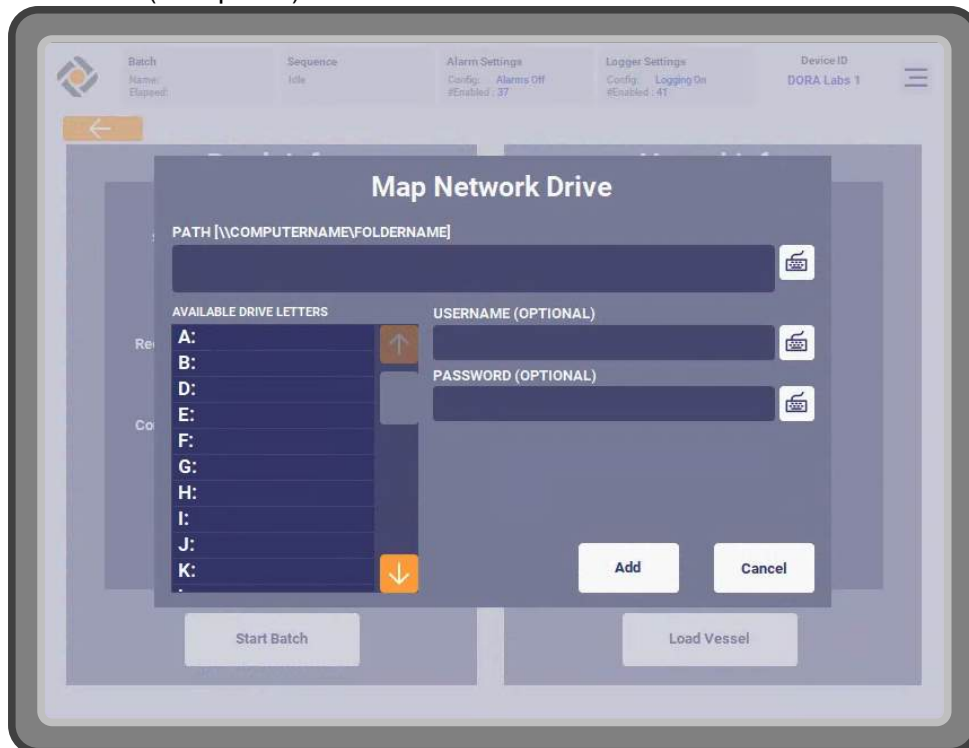 Batch
Name:
Elapsed:
Sequence
Idle
Alarm Settings
Config: Alarms Off
#Enabled : 37
Logger Settings
Config: Logging On
#Enabled : 41
Device ID
DORA Labs 1
Map Network Drive
PATH [\\COMPUTERNAME\FOLDERNAME]
AVAILABLE DRIVE LETTERS
A:
B:
D:
E:
F:
G:
H:
I:
J:
K:
USERNAME (OPTIONAL)
PASSWORD (OPTIONAL)
Add
Cancel
Start Batch
Load Vessel